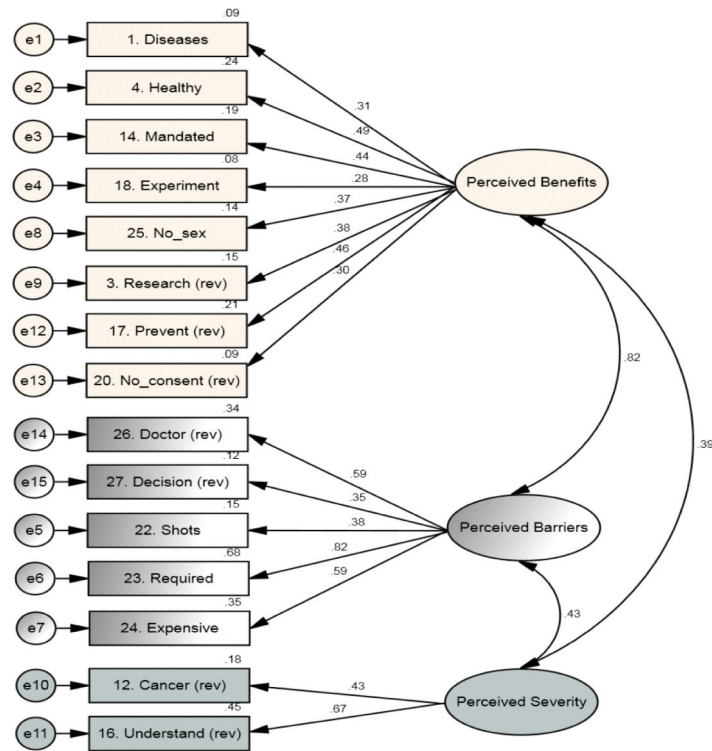 .09
e1 1. Diseases
.24
e2 4. Healthy
.31
.19
.49
e3 14. Mandated
.44
.08
e4 18. Experiment
.28
Perceived Benefits
.14
.37
e8 25. No_sex
.38
.15
.46
e9 3. Research (rev)
.30
.21
e12 17. Prevent (rev)
.09
.82
e13 20. No_consent (rev)
.34
.39
e14 26. Doctor (rev)
.12
.59
e15 27. Decision (rev)
.35
.15
e5 22. Shots
.38
Perceived Barriers
.68
.82
e6 23. Required
.59
.35
e7 24. Expensive
.43
.18
e10 12. Cancer (rev)
.43
Perceived Severity
.45
.67
e11 16. Understand (rev)